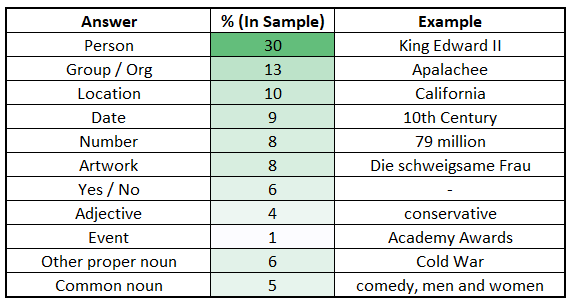 Answer % (In Sample) Example
Person 30 King Edward II
Group / Org 13 Apalachee
Location 10 California
Date 9 10th Century
Number 8 79 million
Artwork 8 Die schweigsame Frau
Yes / No 6 -
Adjective 4 conservative
Event 1 Academy Awards
Other proper noun 6 Cold War
Common noun 5 comedy, men and women